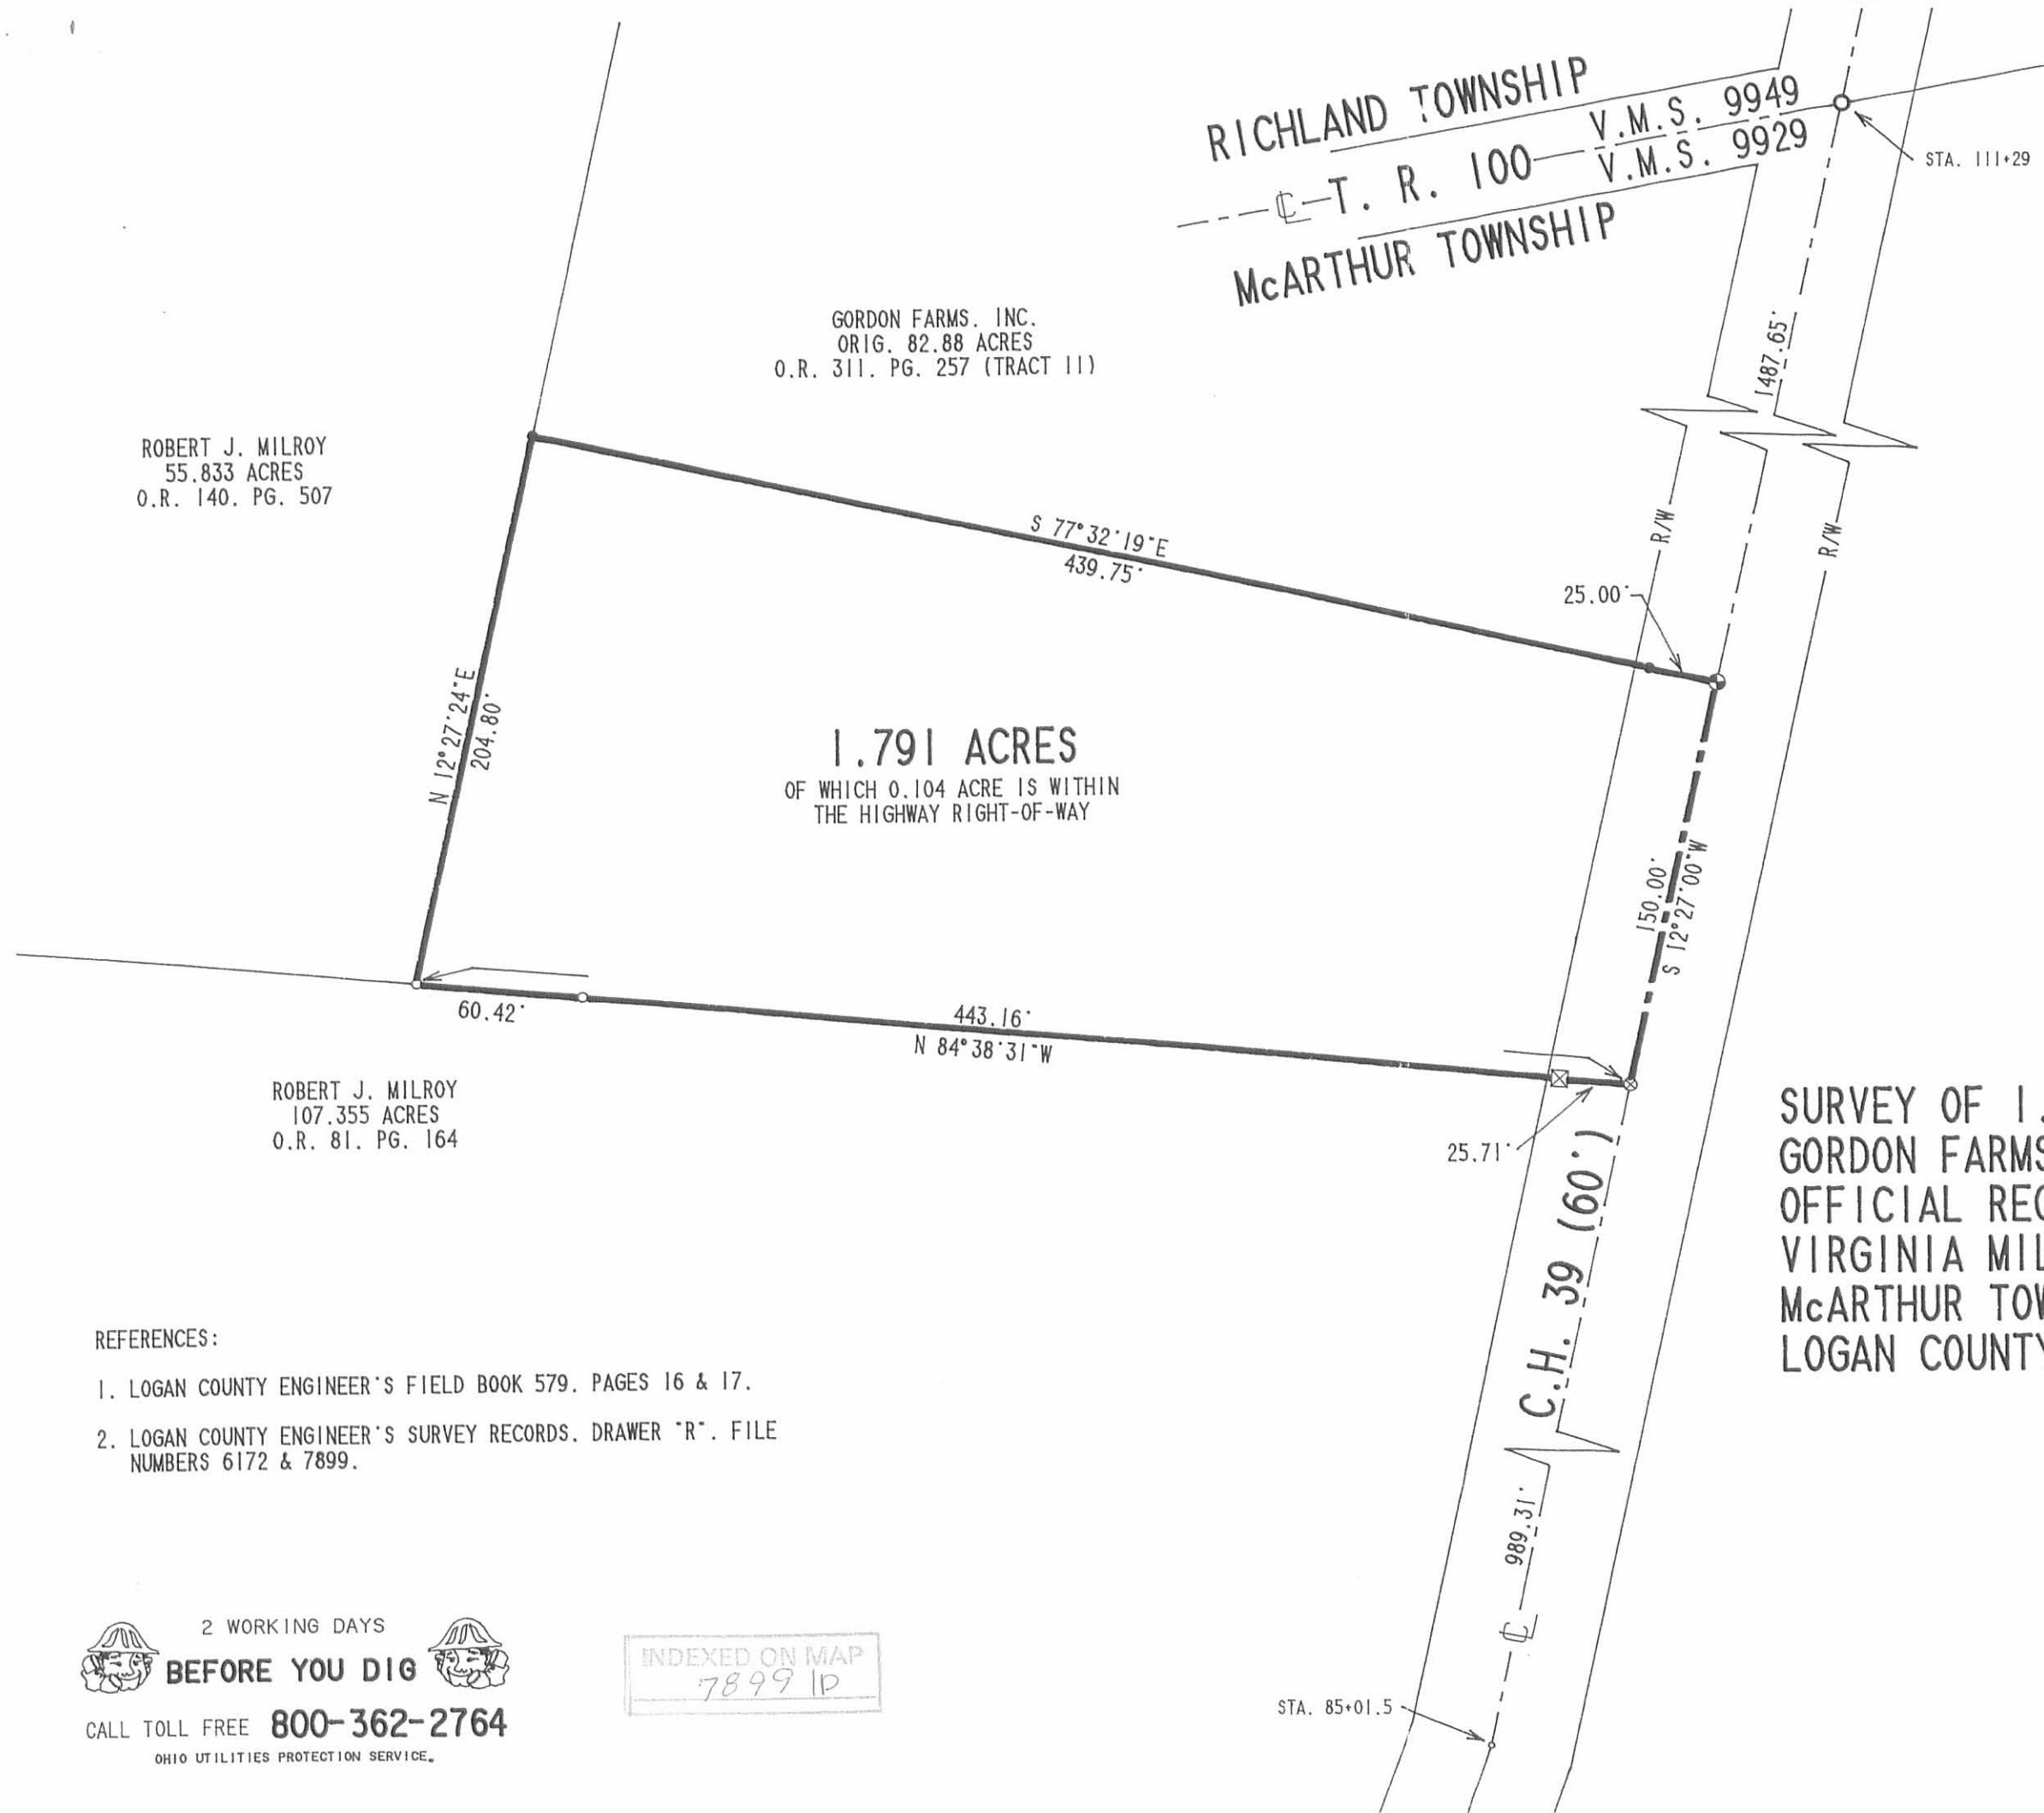 RICHLAND TOWNSHIP
V.M.S. 9949
℄ T. R. 100
V.M.S. 9929
McARTHUR TOWNSHIP
STA. 111+29
1487.65'
GORDON FARMS. INC.
ORIG. 82.88 ACRES
O.R. 311. PG. 257 (TRACT II)
ROBERT J. MILROY
55.833 ACRES
O.R. 140. PG. 507
R/W
R/W
S 77°32'19"E
439.75'
25.00'
N 12°27'24"E
204.80'
1.791 ACRES
OF WHICH 0.104 ACRE IS WITHIN
THE HIGHWAY RIGHT-OF-WAY
150.00'
S 12°27'00"W
60.42'
443.16'
N 84°38'31"W
25.71'
ROBERT J. MILROY
107.355 ACRES
O.R. 81. PG. 164
C.H. 39 (60')
SURVEY OF 1.
GORDON FARMS
OFFICIAL REC
VIRGINIA MIL
McARTHUR TOW
LOGAN COUNTY
REFERENCES:
1. LOGAN COUNTY ENGINEER'S FIELD BOOK 579. PAGES 16 & 17.
2. LOGAN COUNTY ENGINEER'S SURVEY RECORDS. DRAWER "R". FILE
NUMBERS 6172 & 7899.
989.31'
℄
STA. 85+01.5
2 WORKING DAYS
BEFORE YOU DIG
CALL TOLL FREE 800-362-2764
OHIO UTILITIES PROTECTION SERVICE.
INDEXED ON MAP
7899 1D